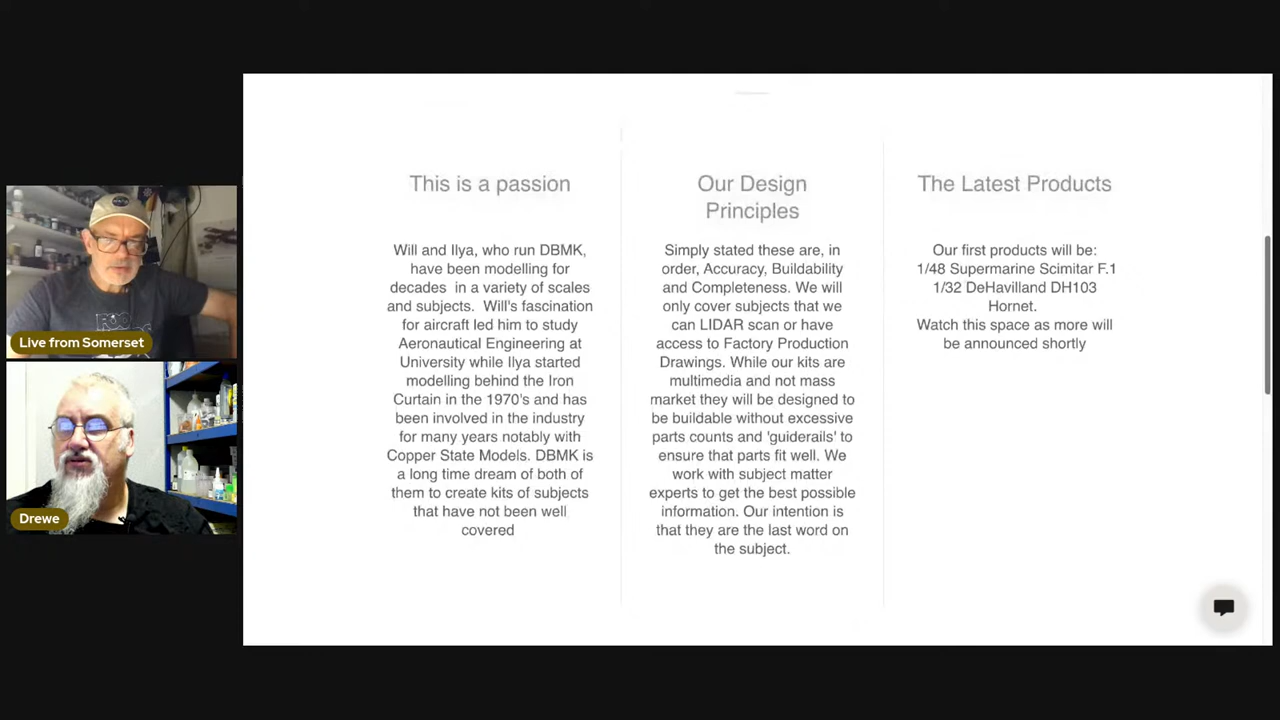 This is a passion
Will and Ilya, who run DBMK,
have been modelling for
decades in a variety of scales
and subjects. Will's fascination
for aircraft led him to study
Aeronautical Engineering at
University while Ilya started
modelling behind the Iron
Curtain in the 1970's and has
been involved in the industry
for many years notably with
Copper State Models. DBMK is
a long time dream of both of
them to create kits of subjects
that have not been well
covered
Our Design
Principles
Simply stated these are, in
order, Accuracy, Buildability
and Completeness. We will
only cover subjects that we
can LIDAR scan or have
access to Factory Production
Drawings. While our kits are
multimedia and not mass
market they will be designed to
be buildable without excessive
parts counts and 'guiderails' to
ensure that parts fit well. We
work with subject matter
experts to get the best possible
information. Our intention is
that they are the last word on
the subject.
The Latest Products
Our first products will be:
1/48 Supermarine Scimitar F.1
1/32 DeHavilland DH103
Hornet.
Watch this space as more will
be announced shortly
Live from Somerset
Drewe